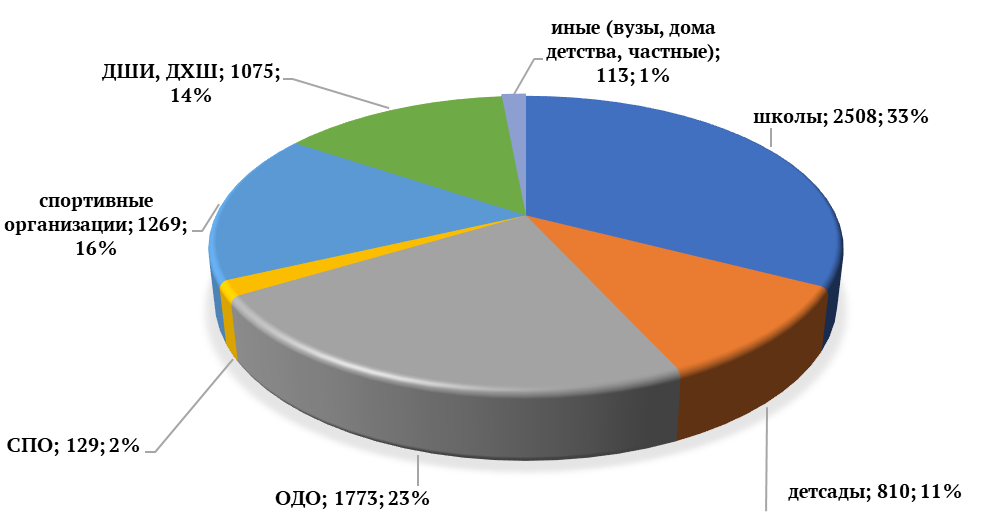 иные (вузы, дома
детства, частные);
113; 1%
ДШИ, ДХШ; 1075;
14%
школы; 2508; 33%
спортивные
организации; 1269;
16%
СПО; 129; 2%
ОДО; 1773; 23%
детсады; 810; 11%